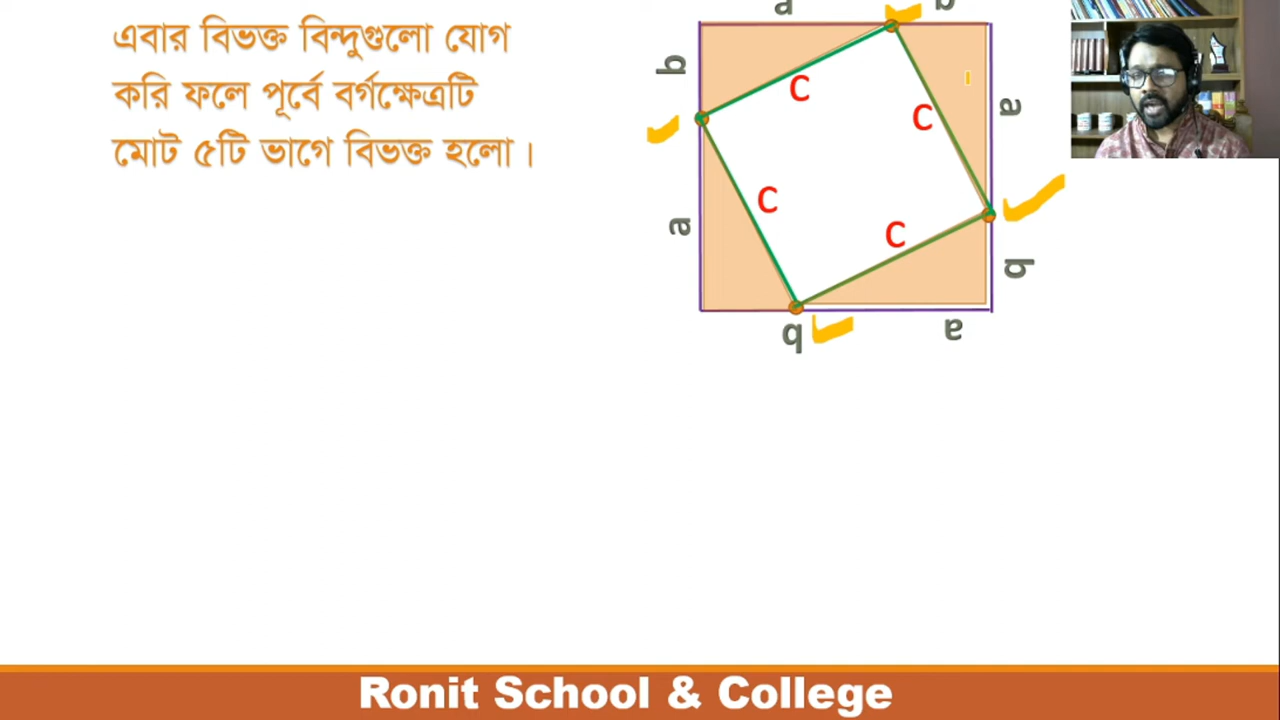 এবার বিভক্ত বিন্দুগুলো যোগ
করি ফলে পূর্বে বর্গক্ষেত্রটি
মোট ৫টি ভাগে বিভক্ত হলো।
a b
b
C
C
a
C
a
C
b
b a
Ronit School & College